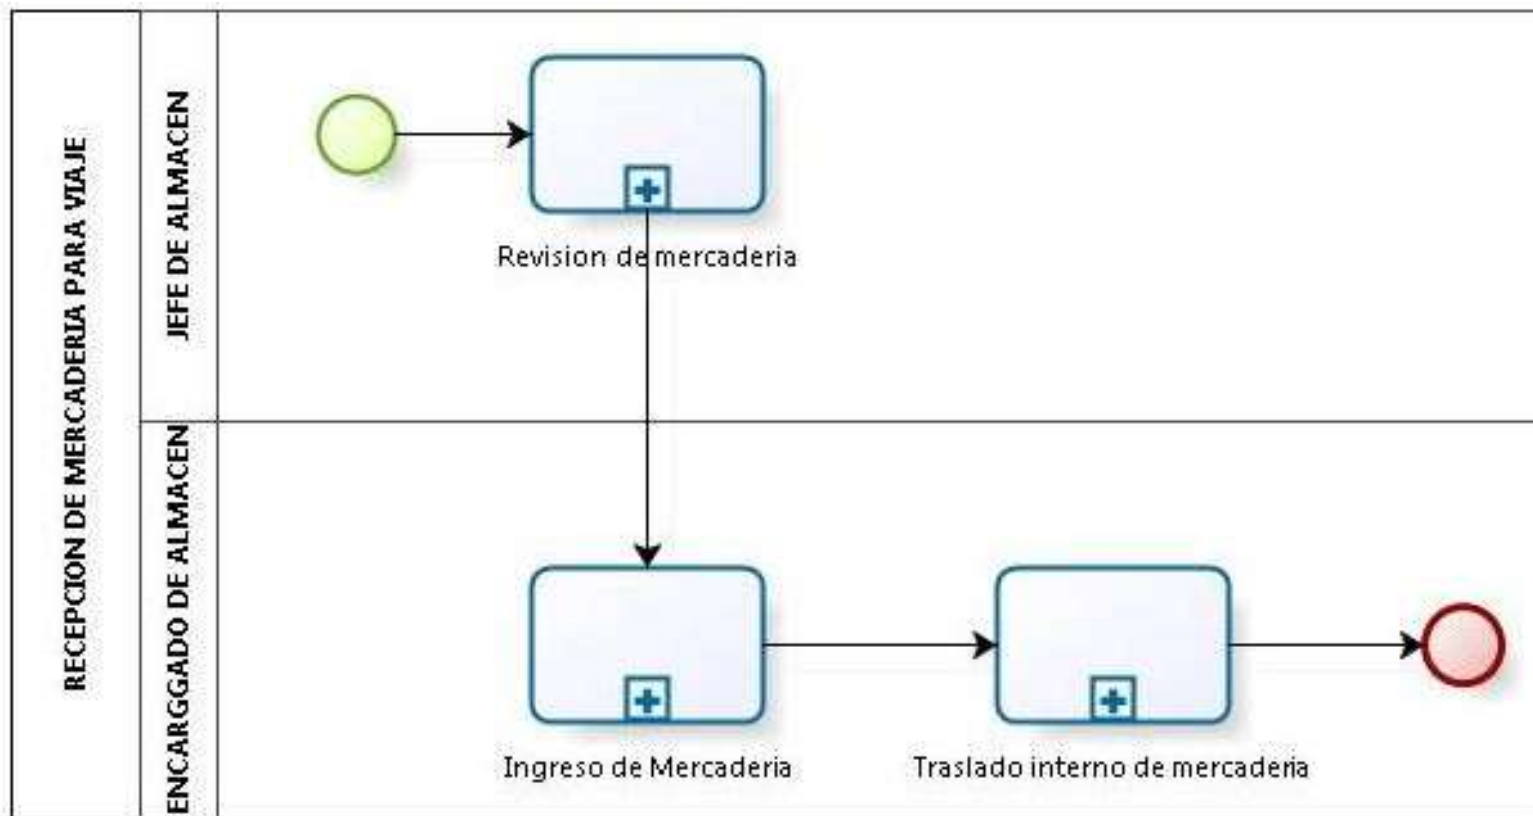 RECEPCION DE MERCADERIA PARA VIAJE
JEFE DE ALMACEN
Revision de mercaderia
ENCARGGADO DE ALMACEN
Ingreso de Mercaderia
Traslado interno de mercaderia